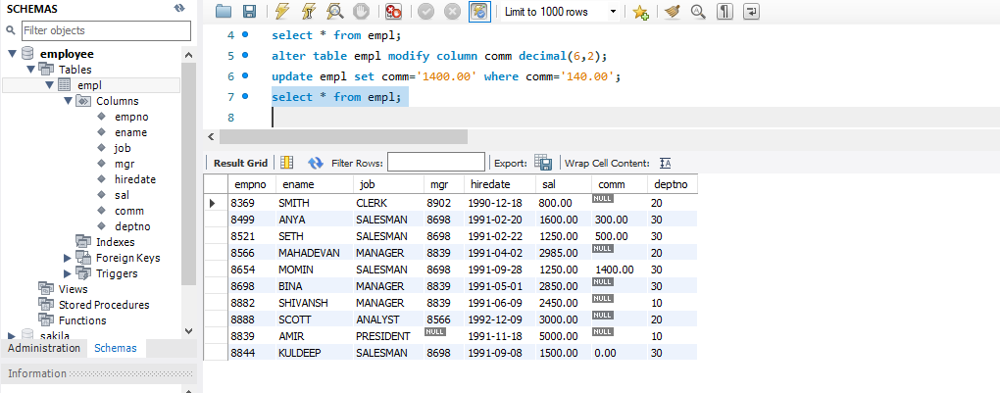 SCHEMAS
Filter objects
employee
Tables
empl
Columns
empno
ename
job
mgr
hiredate
sal
comm
deptno
Indexes
Foreign Keys
Triggers
Views
Stored Procedures
Functions
sakila
Administration Schemas
Information
Limit to 1000 rows
4 select * from empl;
5 alter table empl modify column comm decimal(6,2);
6 update empl set comm='1400.00' where comm='140.00';
7 select * from empl;
8
Result Grid Filter Rows: Export: Wrap Cell Content: IA
empno ename job mgr hiredate sal comm deptno
8369 SMITH CLERK 8902 1990-12-18 800.00 NULL 20
8499 ANYA SALESMAN 8698 1991-02-20 1600.00 300.00 30
8521 SETH SALESMAN 8698 1991-02-22 1250.00 500.00 30
8566 MAHADEVAN MANAGER 8839 1991-04-02 2985.00 NULL 20
8654 MOMIN SALESMAN 8698 1991-09-28 1250.00 1400.00 30
8698 BINA MANAGER 8839 1991-05-01 2850.00 NULL 30
8882 SHIVANSH MANAGER 8839 1991-06-09 2450.00 NULL 10
8888 SCOTT ANALYST 8566 1992-12-09 3000.00 NULL 20
8839 AMIR PRESIDENT NULL 1991-11-18 5000.00 NULL 10
8844 KULDEEP SALESMAN 8698 1991-09-08 1500.00 0.00 30